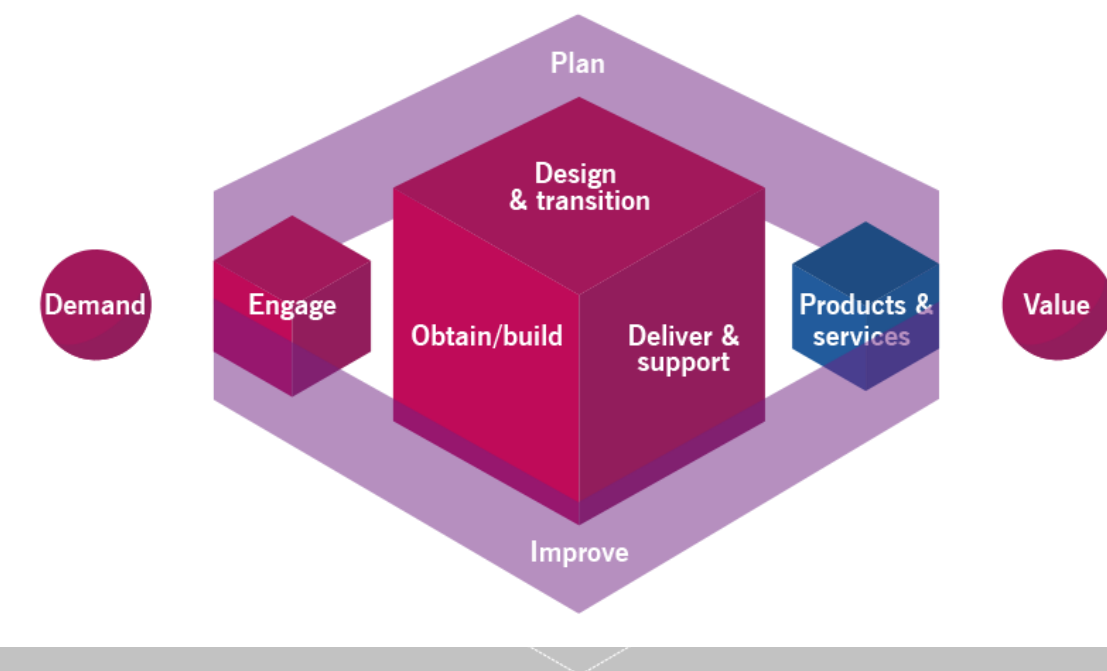 Plan
Design
& transition
Demand
Engage
Obtain/build
Deliver &
support
Products &
services
Value
Improve